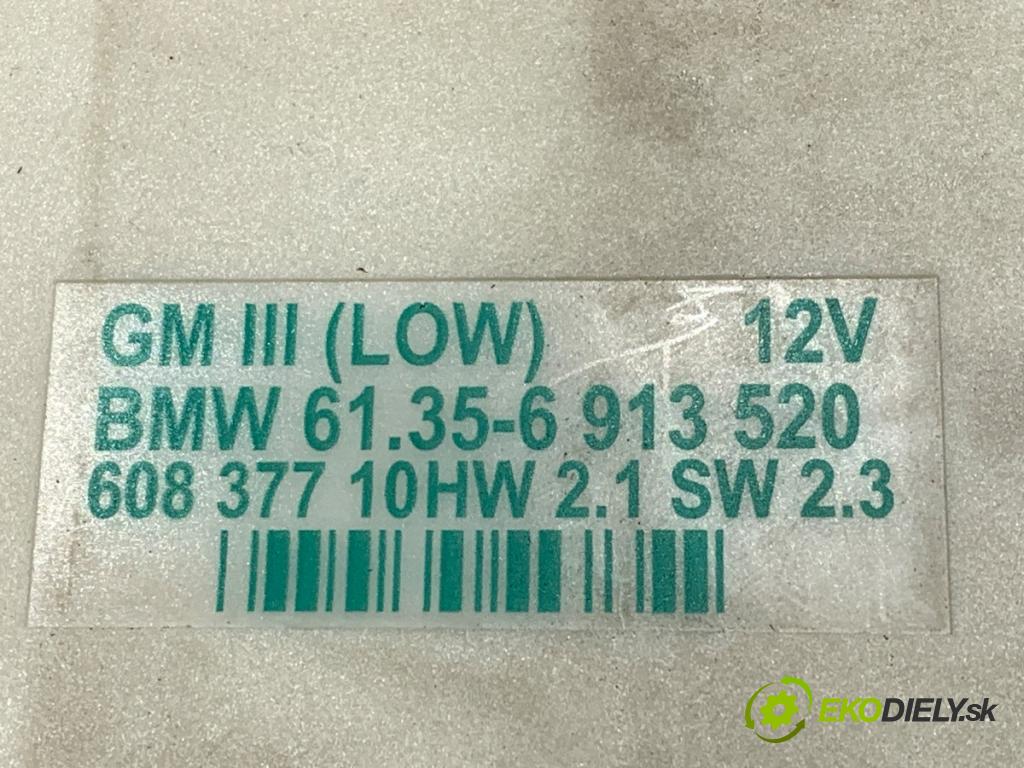 GM III (LOW) 12V
BMW 61.35-6 913 520
608 377 10HW 2.1 SW 2.3
EKODIELY.sk